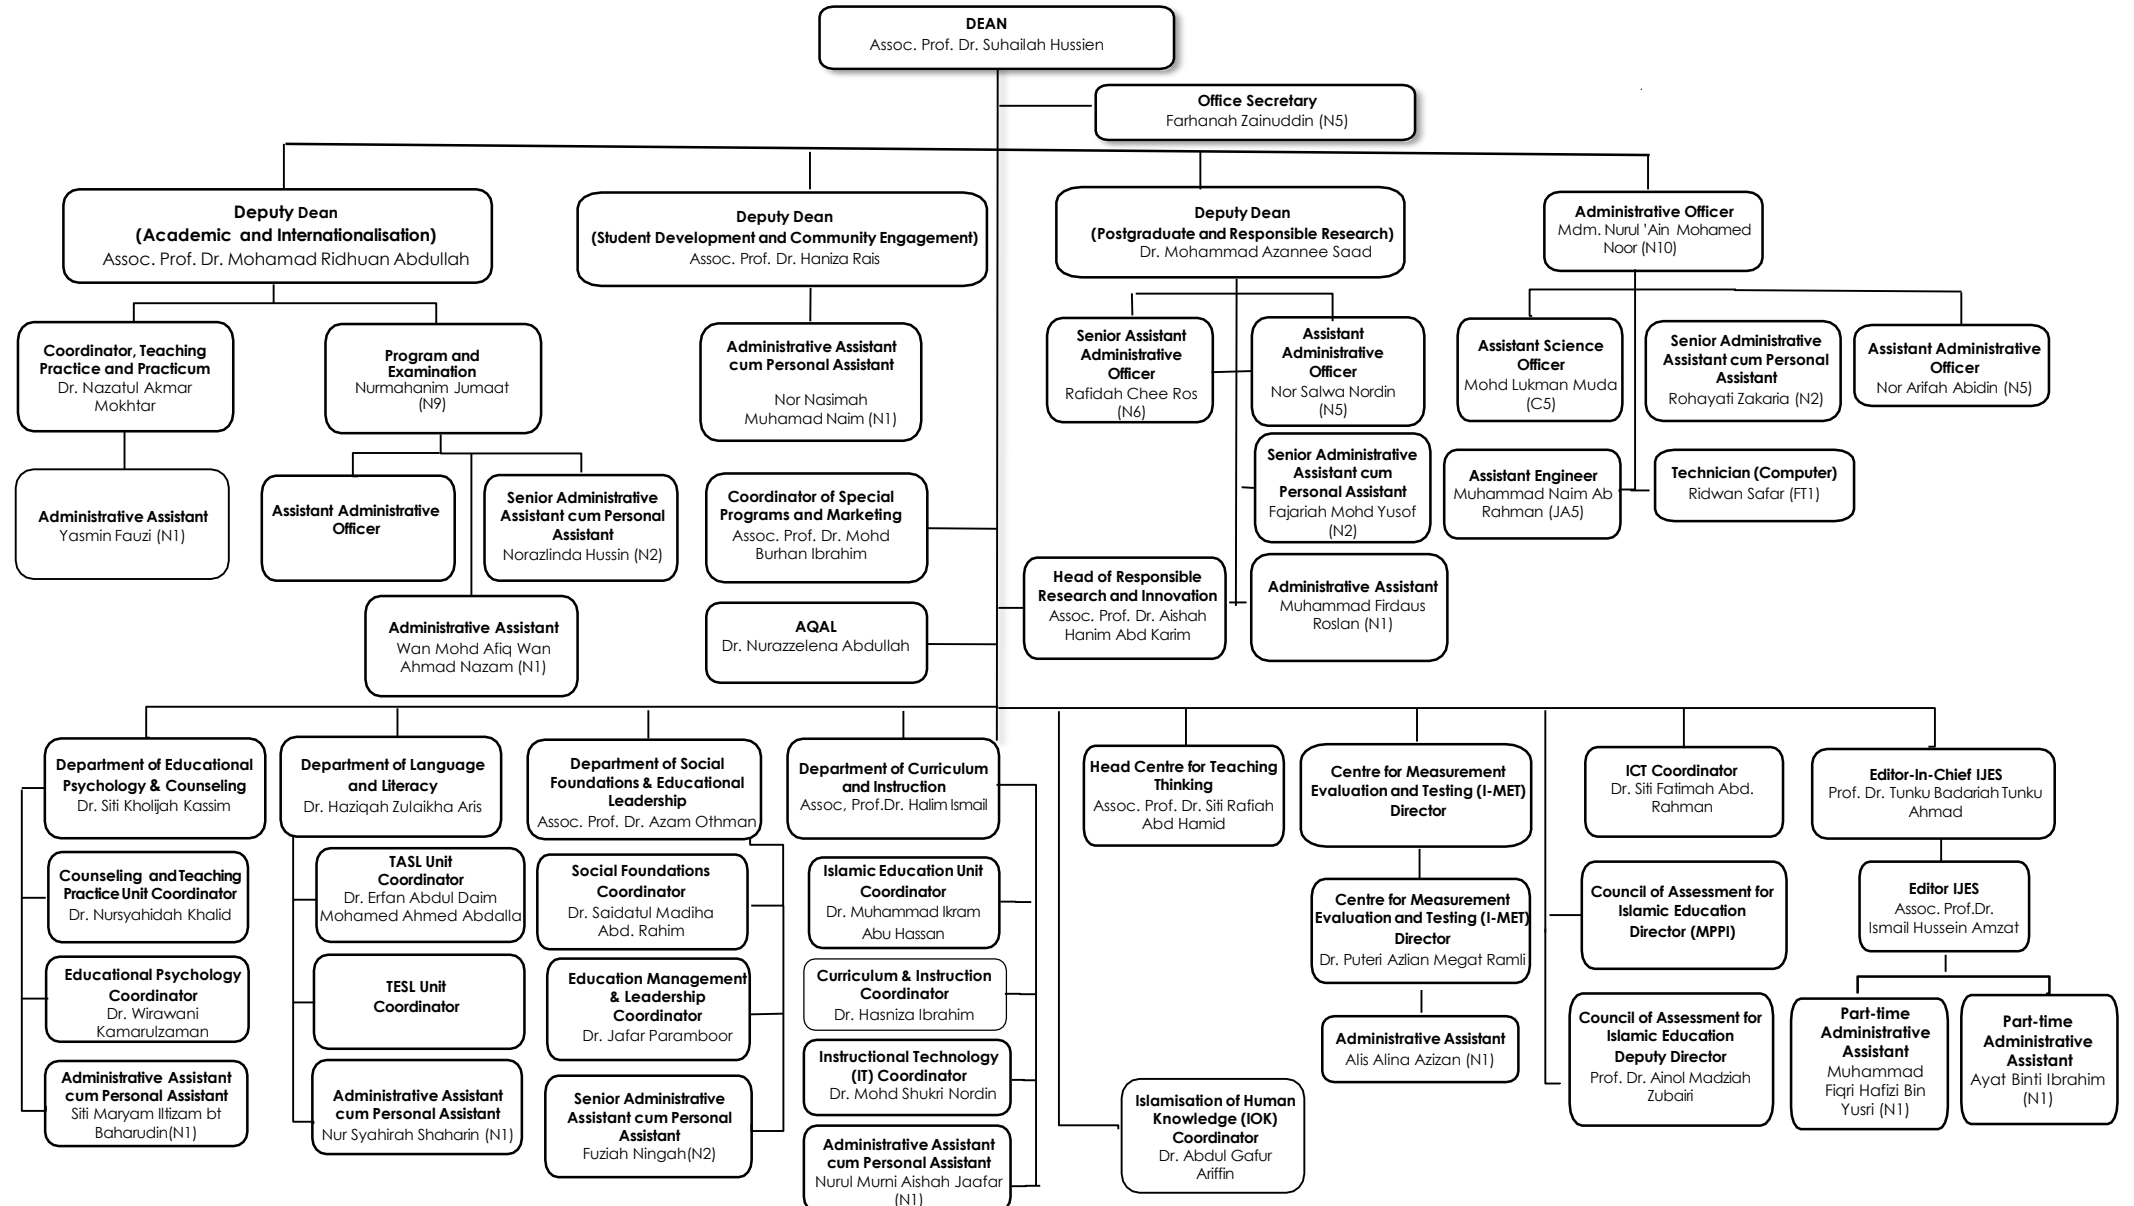 DEAN
Assoc. Prof. Dr. Suhailah Hussien
Office Secretary
Farhanah Zainuddin (N5)
Deputy Dean
(Academic and Internationalisation)
Assoc. Prof. Dr. Mohamad Ridhuan Abdullah
Deputy Dean
(Student Development and Community Engagement)
Assoc. Prof. Dr. Haniza Rais
Deputy Dean
(Postgraduate and Responsible Research)
Dr. Mohammad Azannee Saad
Administrative Officer
Mdm. Nurul 'Ain Mohamed
Noor (N10)
Coordinator, Teaching
Practice and Practicum
Dr. Nazatul Akmar
Mokhtar
Program and
Examination
Nurmahanim Jumaat
(N9)
Administrative Assistant
cum Personal Assistant
Nor Nasimah
Muhamad Naim (N1)
Senior Assistant
Administrative
Officer
Rafidah Chee Ros
(N6)
Assistant
Administrative
Officer
Nor Salwa Nordin
(N5)
Assistant Science
Officer
Mohd Lukman Muda
(C5)
Senior Administrative
Assistant cum Personal
Assistant
Rohayati Zakaria (N2)
Assistant Administrative
Officer
Nor Arifah Abidin (N5)
Administrative Assistant
Yasmin Fauzi (N1)
Assistant Administrative
Officer
Senior Administrative
Assistant cum Personal
Assistant
Norazlinda Hussin (N2)
Coordinator of Special
Programs and Marketing
Assoc. Prof. Dr. Mohd
Burhan Ibrahim
Senior Administrative
Assistant cum
Personal Assistant
Fajariah Mohd Yusof
(N2)
Assistant Engineer
Muhammad Naim Ab
Rahman (JA5)
Technician (Computer)
Ridwan Safar (FT1)
Administrative Assistant
Wan Mohd Afiq Wan
Ahmad Nazam (N1)
AQAL
Dr. Nurazzelena Abdullah
Head of Responsible
Research and Innovation
Assoc. Prof. Dr. Aishah
Hanim Abd Karim
Administrative Assistant
Muhammad Firdaus
Roslan (N1)
Department of Educational
Psychology & Counseling
Dr. Siti Kholijah Kassim
Department of Language
and Literacy
Dr. Haziqah Zulaikha Aris
Department of Social
Foundations & Educational
Leadership
Assoc. Prof. Dr. Azam Othman
Department of Curriculum
and Instruction
Assoc, Prof.Dr. Halim Ismail
Head Centre for Teaching
Thinking
Assoc. Prof. Dr. Siti Rafiah
Abd Hamid
Centre for Measurement
Evaluation and Testing (I-MET)
Director
ICT Coordinator
Dr. Siti Fatimah Abd.
Rahman
Editor-In-Chief IJES
Prof. Dr. Tunku Badariah Tunku
Ahmad
Counseling and Teaching
Practice Unit Coordinator
Dr. Nursyahidah Khalid
TASL Unit
Coordinator
Dr. Erfan Abdul Daim
Mohamed Ahmed Abdalla
Social Foundations
Coordinator
Dr. Saidatul Madiha
Abd. Rahim
Islamic Education Unit
Coordinator
Dr. Muhammad Ikram
Abu Hassan
Centre for Measurement
Evaluation and Testing (I-MET)
Director
Dr. Puteri Azlian Megat Ramli
Council of Assessment for
Islamic Education
Director (MPPI)
Editor IJES
Assoc. Prof.Dr.
Ismail Hussein Amzat
Educational Psychology
Coordinator
Dr. Wirawani
Kamarulzaman
TESL Unit
Coordinator
Education Management
& Leadership
Coordinator
Dr. Jafar Paramboor
Curriculum & Instruction
Coordinator
Dr. Hasniza Ibrahim
Administrative Assistant
Alis Alina Azizan (N1)
Council of Assessment for
Islamic Education
Deputy Director
Prof. Dr. Ainol Madziah
Zubairi
Part-time
Administrative
Assistant
Muhammad
Fiqri Hafizi Bin
Yusri (N1)
Part-time
Administrative
Assistant
Ayat Binti Ibrahim
(N1)
Administrative Assistant
cum Personal Assistant
Siti Maryam Iltizam bt
Baharudin(N1)
Administrative Assistant
cum Personal Assistant
Nur Syahirah Shaharin (N1)
Senior Administrative
Assistant cum Personal
Assistant
Fuziah Ningah(N2)
Instructional Technology
(IT) Coordinator
Dr. Mohd Shukri Nordin
Administrative Assistant
cum Personal Assistant
Nurul Murni Aishah Jaafar
(N1)
Islamisation of Human
Knowledge (IOK)
Coordinator
Dr. Abdul Gafur
Ariffin